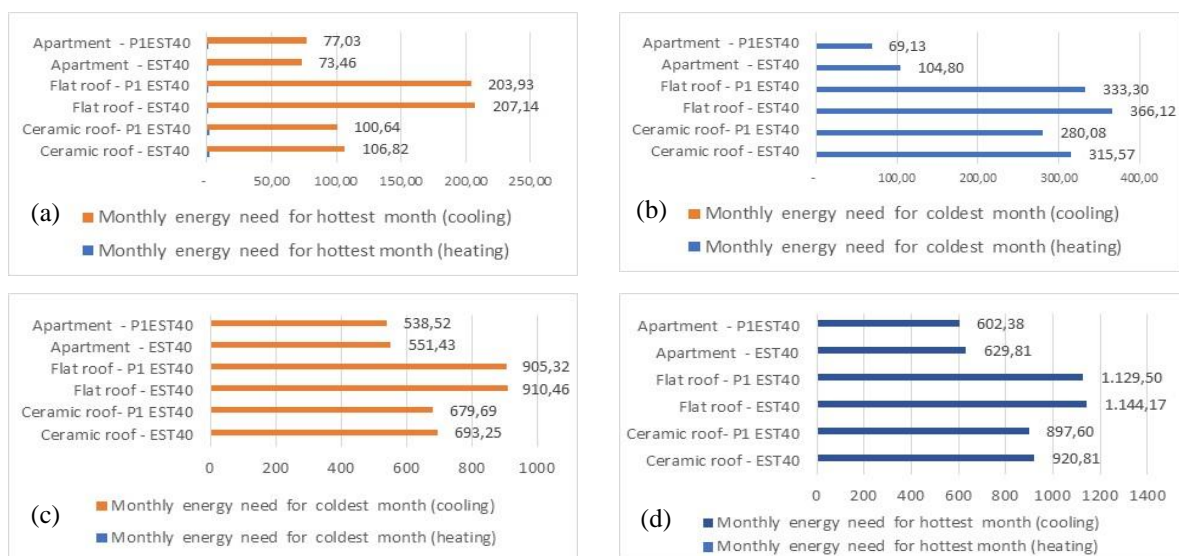 Apartment - P1EST40 77,03
Apartment - EST40 73,46
Flat roof - P1 EST40 203,93
Flat roof - EST40 207,14
Ceramic roof- P1 EST40 100,64
Ceramic roof - EST40 106,82
- 50,00 100,00 150,00 200,00 250,00
(a)
Monthly energy need for hottest month (cooling)
Monthly energy need for hottest month (heating)
Apartment - P1EST40 69,13
Apartment - EST40 104,80
Flat roof - P1 EST40 333,30
Flat roof - EST40 366,12
Ceramic roof- P1 EST40 280,08
Ceramic roof - EST40 315,57
- 100,00 200,00 300,00 400,00
(b)
Monthly energy need for coldest month (cooling)
Monthly energy need for coldest month (heating)
Apartment - P1EST40 538,52
Apartment - EST40 551,43
Flat roof - P1 EST40 905,32
Flat roof - EST40 910,46
Ceramic roof- P1 EST40 679,69
Ceramic roof - EST40 693,25
0 200 400 600 800 1000
(c)
Monthly energy need for coldest month (cooling)
Monthly energy need for coldest month (heating)
Apartment - P1EST40 602,38
Apartment - EST40 629,81
Flat roof - P1 EST40 1.129,50
Flat roof - EST40 1.144,17
Ceramic roof- P1 EST40 897,60
Ceramic roof - EST40 920,81
0 200 400 600 800 1000 1200 1400
(d)
Monthly energy need for hottest month (cooling)
Monthly energy need for hottest month (heating)